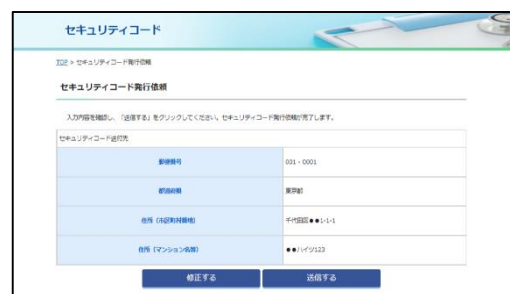 セキュリティコード
TOP > セキュリティコード発行依頼
セキュリティコード発行依頼
入力内容を確認し、「送信する」をクリックしてください。セキュリティコード発行依頼が完了します。
セキュリティコード送付先
郵便番号 031 - 0001
都道府県 東京都
住所（市区町村番地） 千代田区●●1-1-1
住所（マンション名等） ●●ハイツ123
修正する 送信する